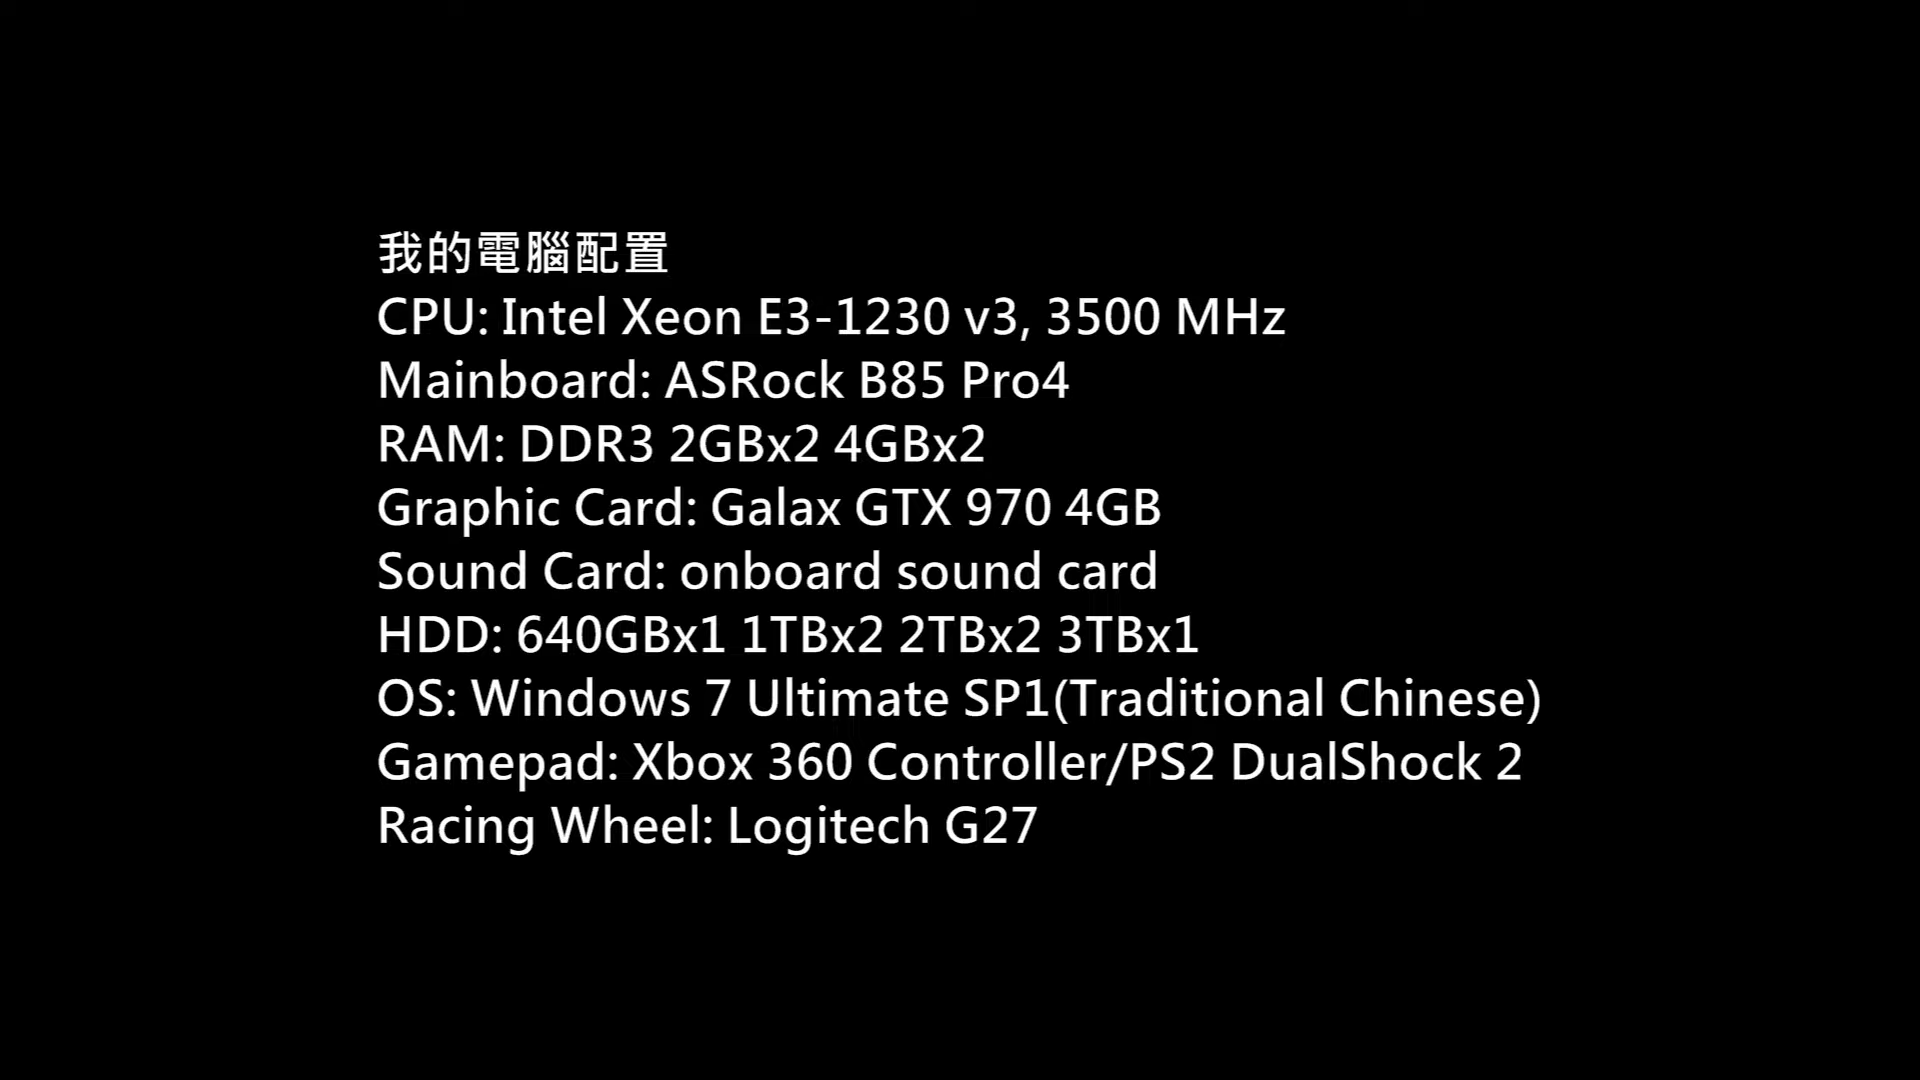 我的電腦配置
CPU: Intel Xeon E3-1230 v3, 3500 MHz
Mainboard: ASRock B85 Pro4
RAM: DDR3 2GBx2 4GBx2
Graphic Card: Galax GTX 970 4GB
Sound Card: onboard sound card
HDD: 640GBx1 1TBx2 2TBx2 3TBx1
OS: Windows 7 Ultimate SP1(Traditional Chinese)
Gamepad: Xbox 360 Controller/PS2 DualShock 2
Racing Wheel: Logitech G27